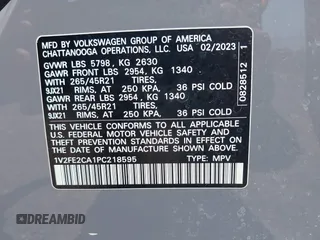 MFD BY VOLKSWAGEN GROUP OF AMERICA
CHATTANOOGA OPERATIONS, LLC. USA 02/2023
GVWR LBS 5798, KG 2630
GAWR FRONT LBS 2954, KG 1340
265/45R21 TIRES,
9JX21 RIMS, AT 250 KPA. 36 PSI COLD
GAWR REAR LBS 2954, KG 1340
265/45R21 TIRES,
9JX21 RIMS, AT 250 KPA. 36 PSI COLD
THIS VEHICLE CONFORMS TO ALL APPLICABLE
U.S. FEDERAL MOTOR VEHICLE SAFETY AND
THEFT PREVENTION STANDARDS IN EFFECT ON
THE DATE OF MANUFACTURE SHOWN ABOVE.
1V2FE2CA1PC218595 TYPE: MPV
0828512 1
DREAMBID